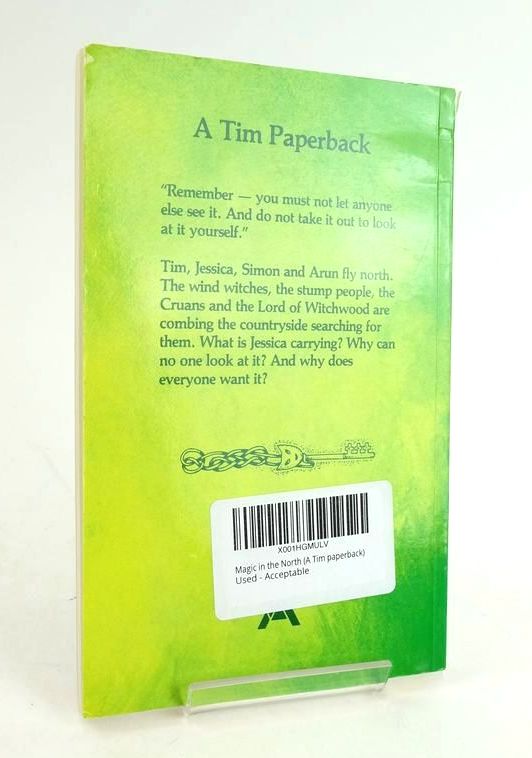 A Tim Paperback
“Remember — you must not let anyone
else see it. And do not take it out to look
at it yourself.”
Tim, Jessica, Simon and Arun fly north.
The wind witches, the stump people, the
Cruans and the Lord of Witchwood are
combing the countryside searching for
them. What is Jessica carrying? Why can
no one look at it? And why does
everyone want it?
X001HGMULV
Magic in the North (A Tim paperback)
Used - Acceptable